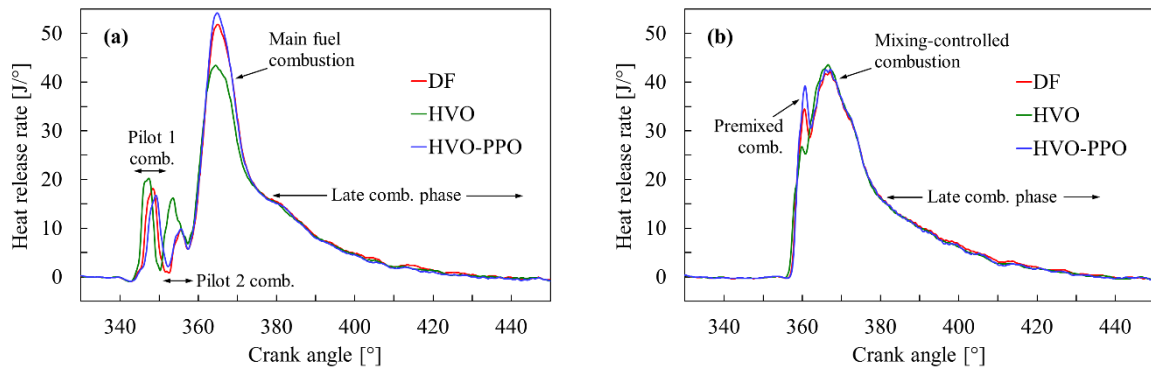 (a)
Heat release rate [J/°]
50
40
30
20
10
0
340
360
380
400
420
440
Crank angle [°]
Main fuel
combustion
DF
HVO
HVO-PPO
Pilot 1
comb.
Pilot 2 comb.
Late comb. phase
(b)
Heat release rate [J/°]
50
40
30
20
10
0
340
360
380
400
420
440
Crank angle [°]
Mixing-controlled
combustion
DF
HVO
HVO-PPO
Premixed
comb.
Late comb. phase